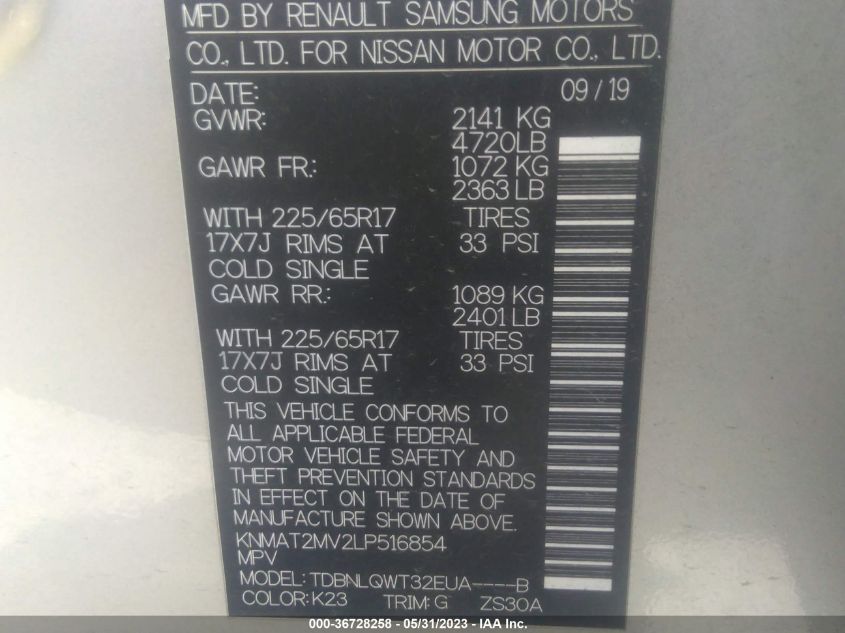 MFD BY RENAULT SAMSUNG MOTORS
CO., LTD. FOR NISSAN MOTOR CO., LTD.
DATE: 09 / 19
GVWR: 2141 KG
4720LB
GAWR FR.: 1072 KG
2363 LB
WITH 225/65R17 TIRES
17X7J RIMS AT 33 PSI
COLD SINGLE
GAWR RR.: 1089 KG
2401 LB
WITH 225/65R17 TIRES
17X7J RIMS AT 33 PSI
COLD SINGLE
THIS VEHICLE CONFORMS TO
ALL APPLICABLE FEDERAL
MOTOR VEHICLE SAFETY AND
THEFT PREVENTION STANDARDS
IN EFFECT ON THE DATE OF
MANUFACTURE SHOWN ABOVE.
KNMAT2MV2LP516854
MPV
MODEL: TDBNLQWT32EUA----B
COLOR: K23 TRIM: G ZS30A
000-36728258 - 05/31/2023 - IAA Inc.